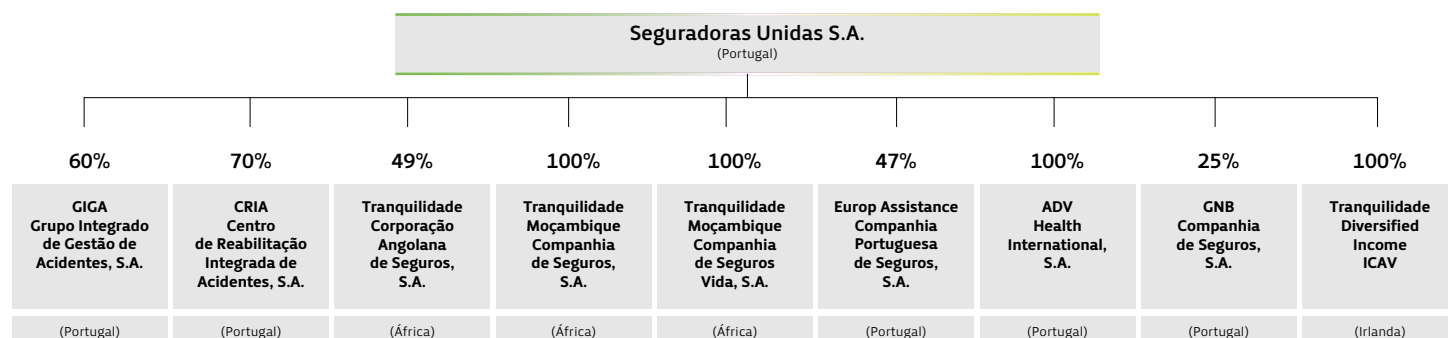 Seguradoras Unidas S.A.
(Portugal)
60%
70%
49%
100%
100%
47%
100%
25%
100%
GIGA
Grupo Integrado
de Gestão de
Acidentes, S.A.
CRIA
Centro
de Reabilitação
Integrada de
Acidentes, S.A.
Tranquilidade
Corporação
Angolana
de Seguros,
S.A.
Tranquilidade
Moçambique
Companhia
de Seguros,
S.A.
Tranquilidade
Moçambique
Companhia
de Seguros
Vida, S.A.
Europ Assistance
Companhia
Portuguesa
de Seguros,
S.A.
ADV
Health
International,
S.A.
GNB
Companhia
de Seguros,
S.A.
Tranquilidade
Diversified
Income
ICAV
(Portugal)
(Portugal)
(África)
(África)
(África)
(Portugal)
(Portugal)
(Portugal)
(Irlanda)